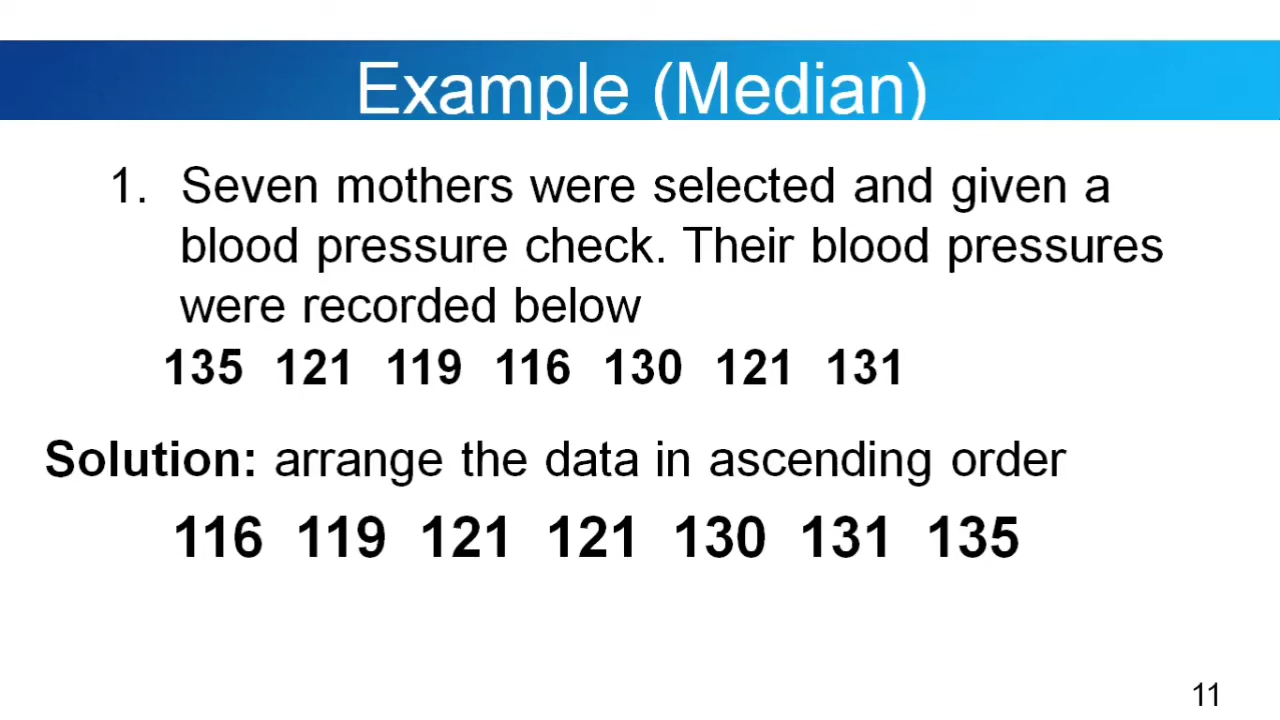 Example (Median)
1. Seven mothers were selected and given a
blood pressure check. Their blood pressures
were recorded below
135 121 119 116 130 121 131
Solution: arrange the data in ascending order
116 119 121 121 130 131 135
11